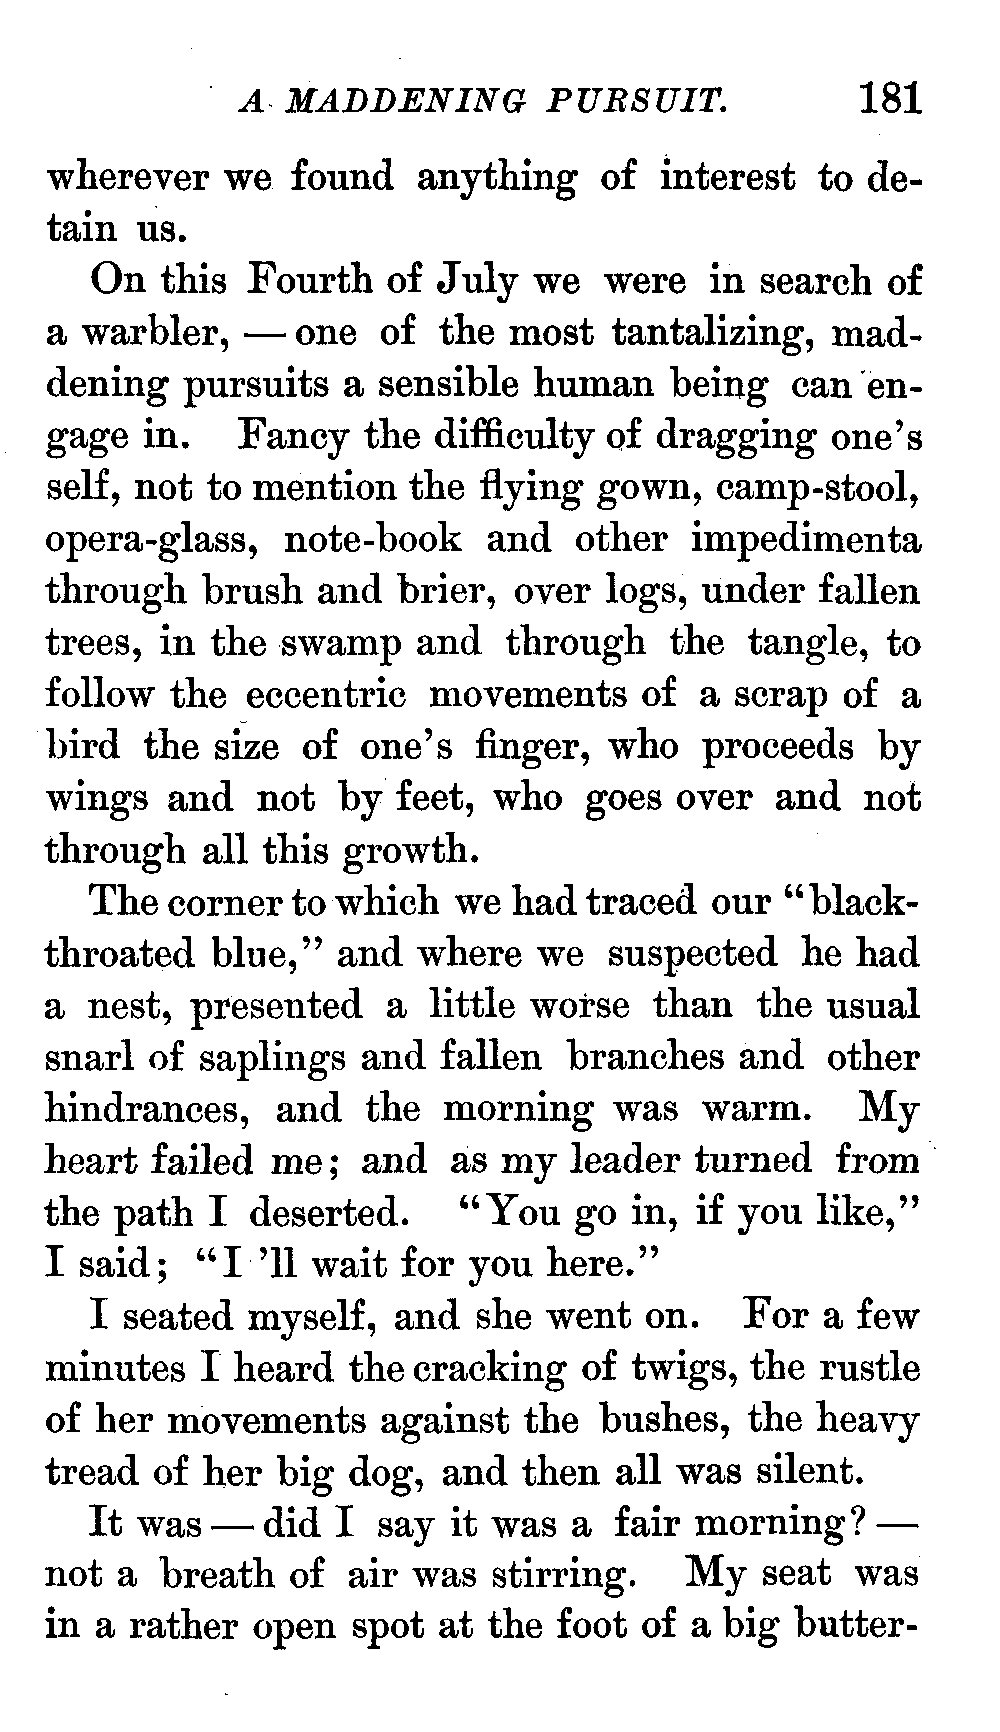 A MADDENING PURSUIT. 181
wherever we found anything of interest to de-
tain us.
On this Fourth of July we were in search of
a warbler, — one of the most tantalizing, mad-
dening pursuits a sensible human being can en-
gage in. Fancy the difficulty of dragging one's
self, not to mention the flying gown, camp-stool,
opera-glass, note-book and other impedimenta
through brush and brier, over logs, under fallen
trees, in the swamp and through the tangle, to
follow the eccentric movements of a scrap of a
bird the size of one's finger, who proceeds by
wings and not by feet, who goes over and not
through all this growth.
The corner to which we had traced our "black-
throated blue," and where we suspected he had
a nest, presented a little worse than the usual
snarl of saplings and fallen branches and other
hindrances, and the morning was warm. My
heart failed me; and as my leader turned from
the path I deserted. "You go in, if you like,"
I said; "I 'll wait for you here."
I seated myself, and she went on. For a few
minutes I heard the cracking of twigs, the rustle
of her movements against the bushes, the heavy
tread of her big dog, and then all was silent.
It was — did I say it was a fair morning? —
not a breath of air was stirring. My seat was
in a rather open spot at the foot of a big butter-